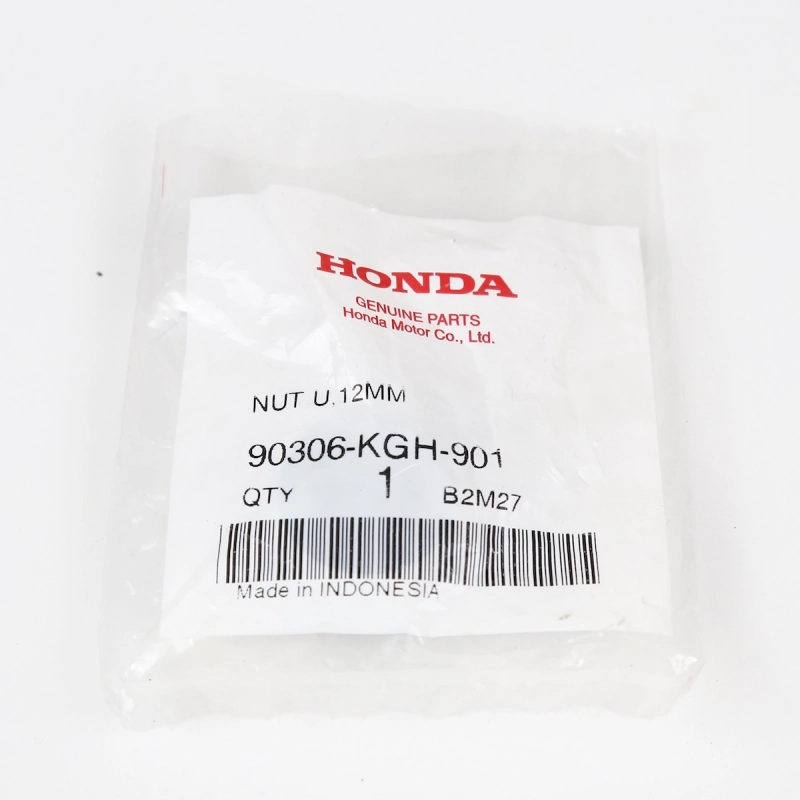 HONDA
GENUINE PARTS
Honda Motor Co., Ltd.
NUT U,12MM
90306-KGH-901
QTY 1 B2M27
Made in INDONESIA